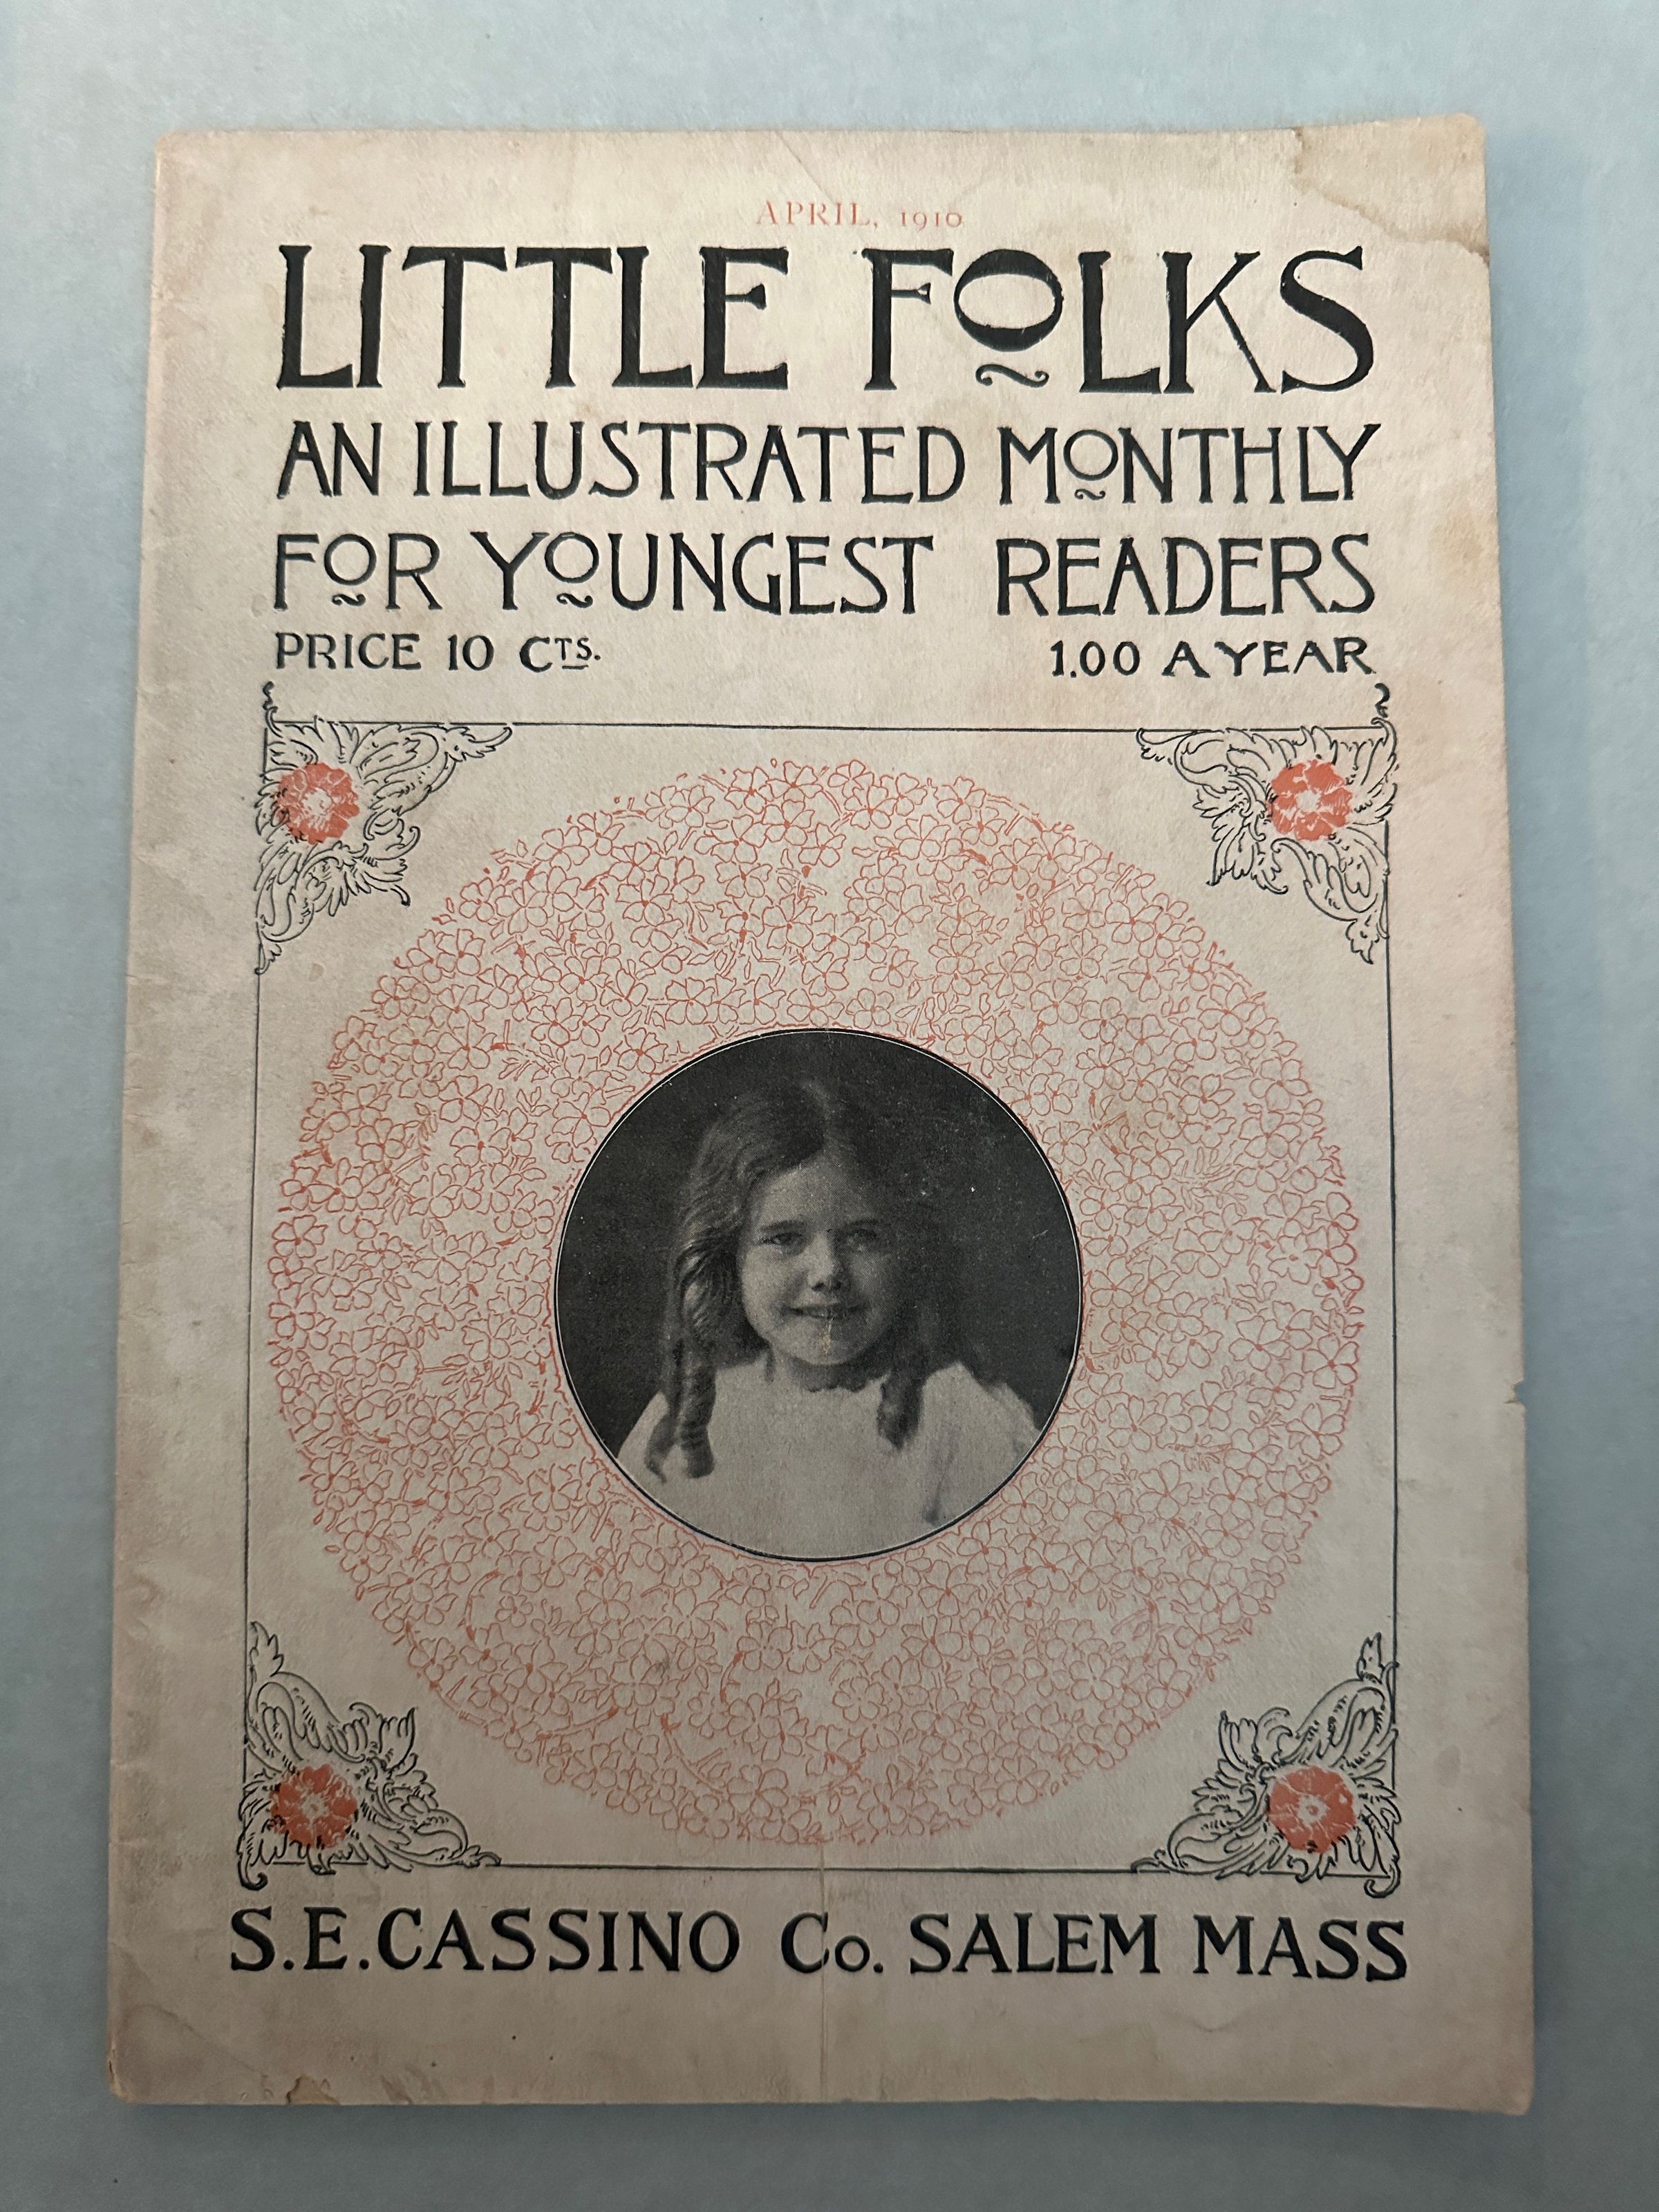 APRIL, 1910
LITTLE FOLKS
AN ILLUSTRATED MONTHLY
FOR YOUNGEST READERS
PRICE 10 CTS. 1.00 A YEAR
S.E. CASSINO Co. SALEM MASS